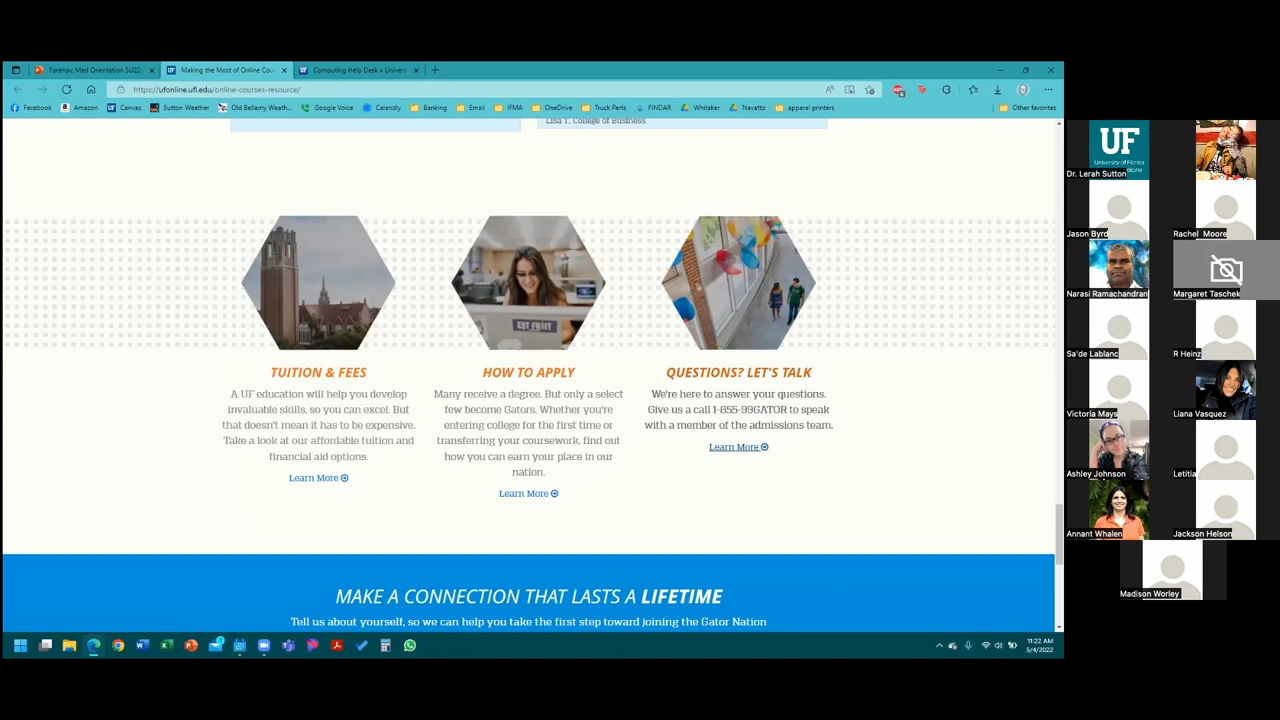 Forensic Med Orientation SU22
Making the Most of Online Cou
Computing Help Desk » Univers
https://ufonline.ufl.edu/online-courses-resource/
Facebook
Amazon
Canvas
Sutton Weather
Old Bellamy Weath...
Google Voice
Calendly
Banking
Email
IFMA
OneDrive
Truck Parts
FINDAR
Whitaker
Navatto
apparel printers
Other favorites
Lisa T. College of Business
EAT FRUIT
TUITION & FEES
A UF education will help you develop
invaluable skills, so you can excel. But
that doesn't mean it has to be expensive.
Take a look at our affordable tuition and
financial aid options.
Learn More
HOW TO APPLY
Many receive a degree. But only a select
few become Gators. Whether you're
entering college for the first time or
transferring your coursework, find out
how you can earn your place in our
nation.
Learn More
QUESTIONS? LET'S TALK
We're here to answer your questions.
Give us a call 1-855-99GATOR to speak
with a member of the admissions team.
Learn More
MAKE A CONNECTION THAT LASTS A LIFETIME
Tell us about yourself, so we can help you take the first step toward joining the Gator Nation
11:22 AM
5/4/2022
UF
University of Florida
dicine
Dr. Lerah Sutton
Jason Byrd
Rachel Moore
Narasi Ramachandran
Margaret Taschek
Sa'de Lablanc
R Heinz
Victoria Mays
Liana Vasquez
Ashley Johnson
Letitia
Annant Whalen
Jackson Helson
Madison Worley